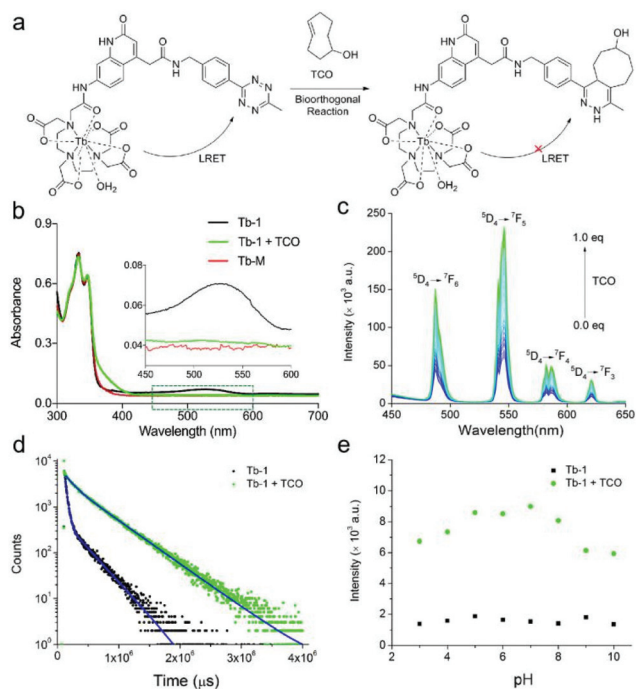 a
TCO
Bioorthogonal
Reaction
LRET
LRET
OH
OH
O
HN
O
N
H
N
N
N
N
HN
O
O
HN
O
N
H
N
N
H
HN
O
Tb
OH₂
Tb
OH₂
b
Absorbance
0.9
0.6
0.3
0.0
Tb-1
Tb-1 + TCO
Tb-M
0.08
0.06
0.04
450 500 550 600
300 400 500 600 700
Wavelength (nm)
c
Intensity (× 10³ a.u.)
250
200
150
100
50
0
⁵D₄→⁷F₅
⁵D₄→⁷F₆
⁵D₄→⁷F₄
⁵D₄→⁷F₃
1.0 eq
TCO
0.0 eq
450 500 550 600 650
Wavelength(nm)
d
Counts
10⁴
10³
10²
10¹
10⁰
Tb-1
Tb-1 + TCO
0 1x10⁶ 2x10⁶ 3x10⁶ 4x10⁶
Time (μs)
e
Intensity (× 10³ a.u.)
12
10
8
6
4
2
0
Tb-1
Tb-1 + TCO
2 4 6 8 10
pH